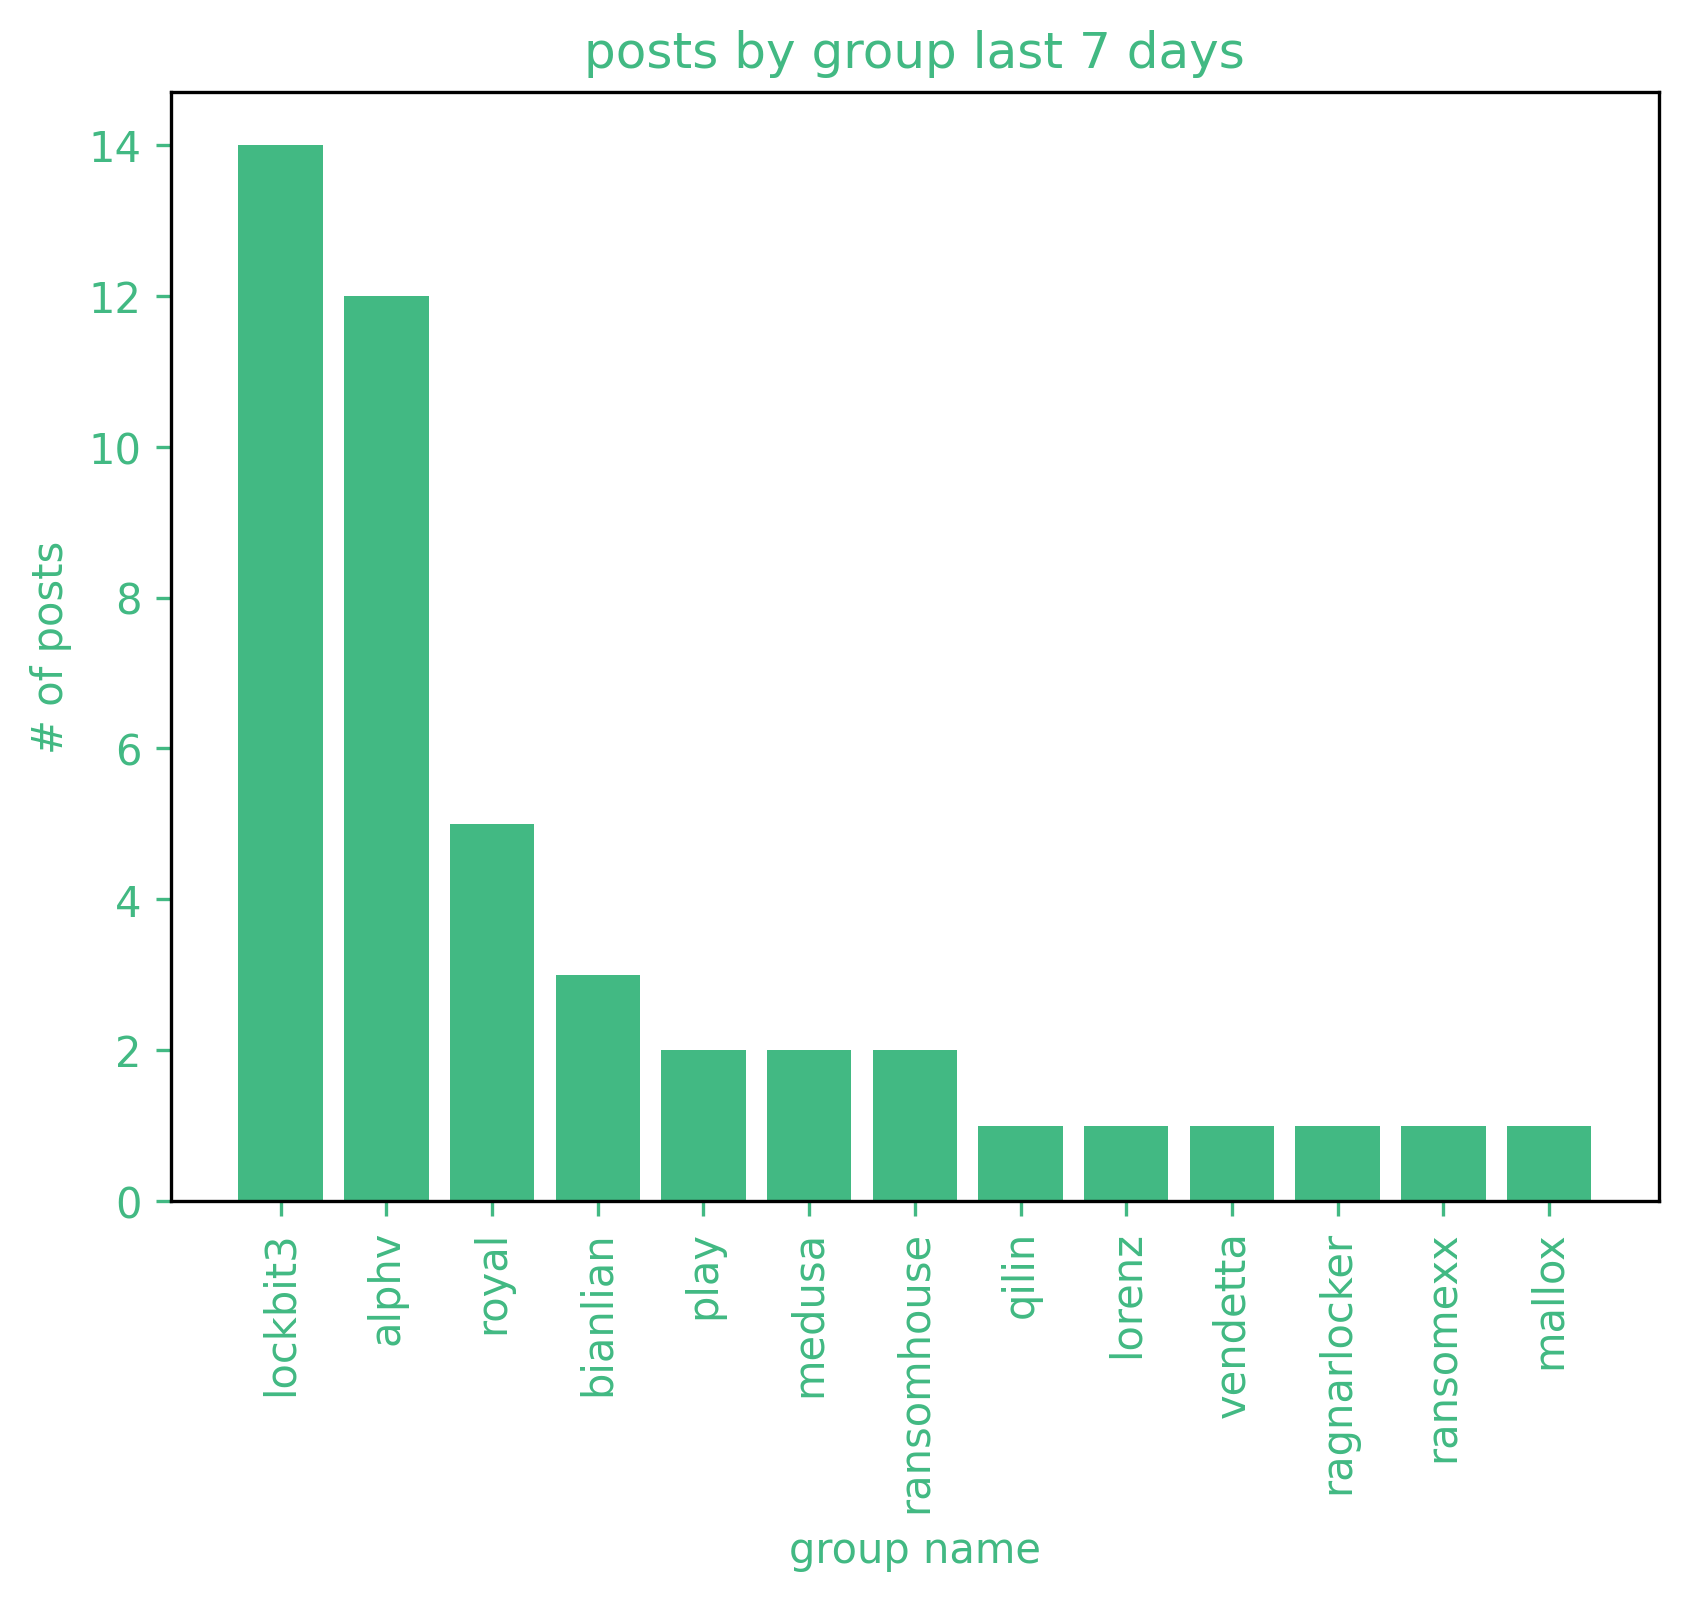 posts by group last 7 days
14
12
10
8
6
4
2
0
# of posts
lockbit3
alphv
royal
bianlian
play
medusa
ransomhouse
qilin
lorenz
vendetta
ragnarlocker
ransomexx
mallox
group name